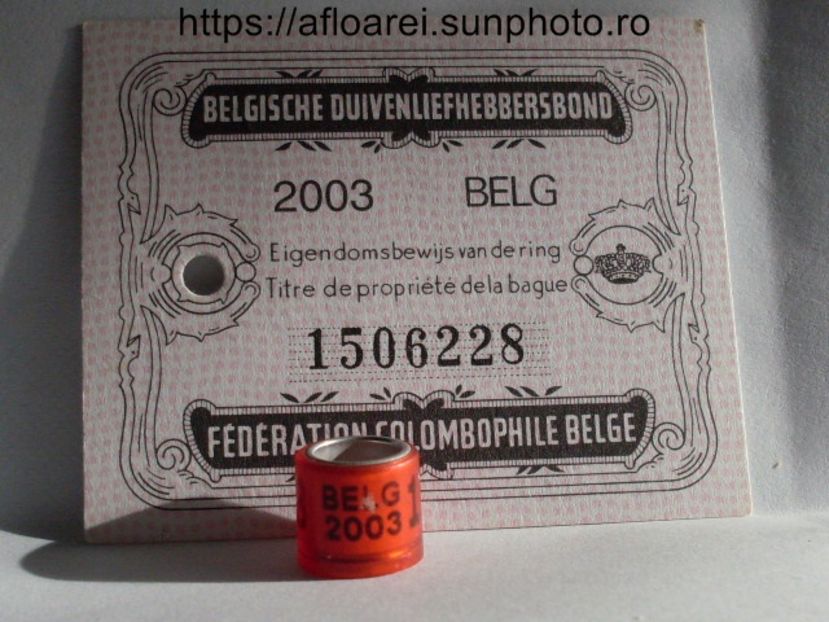 https://afloarei.sunphoto.ro
BELGISCHE DUIVENLIEFHEBBERSBOND
2003 BELG
Eigendomsbewijs van de ring
Titre de propriété de la bague
1506228
FÉDÉRATION COLOMBOPHILE BELGE
BELG
2003 1